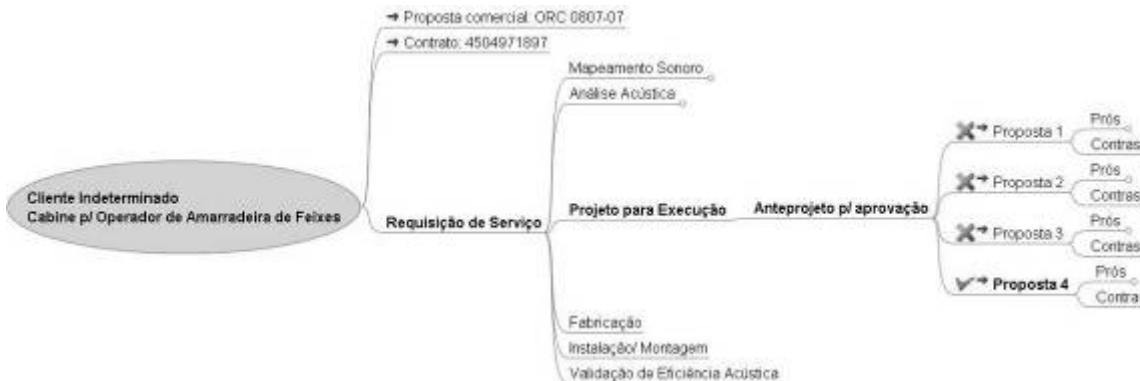 Proposta comercial: ORC 0807-07
Contrato: 4504971897
Mapeamento Sonoro
Análise Acústica
Cliente Indeterminado
Cabine p/ Operador de Amarradeira de Feixes
Requisição de Serviço
Projeto para Execução
Anteprojeto p/ aprovação
Proposta 1
Prós
Contras
Proposta 2
Prós
Contras
Proposta 3
Prós
Contras
Proposta 4
Prós
Contra
Fabricação
Instalação/ Montagem
Validação de Eficiência Acústica